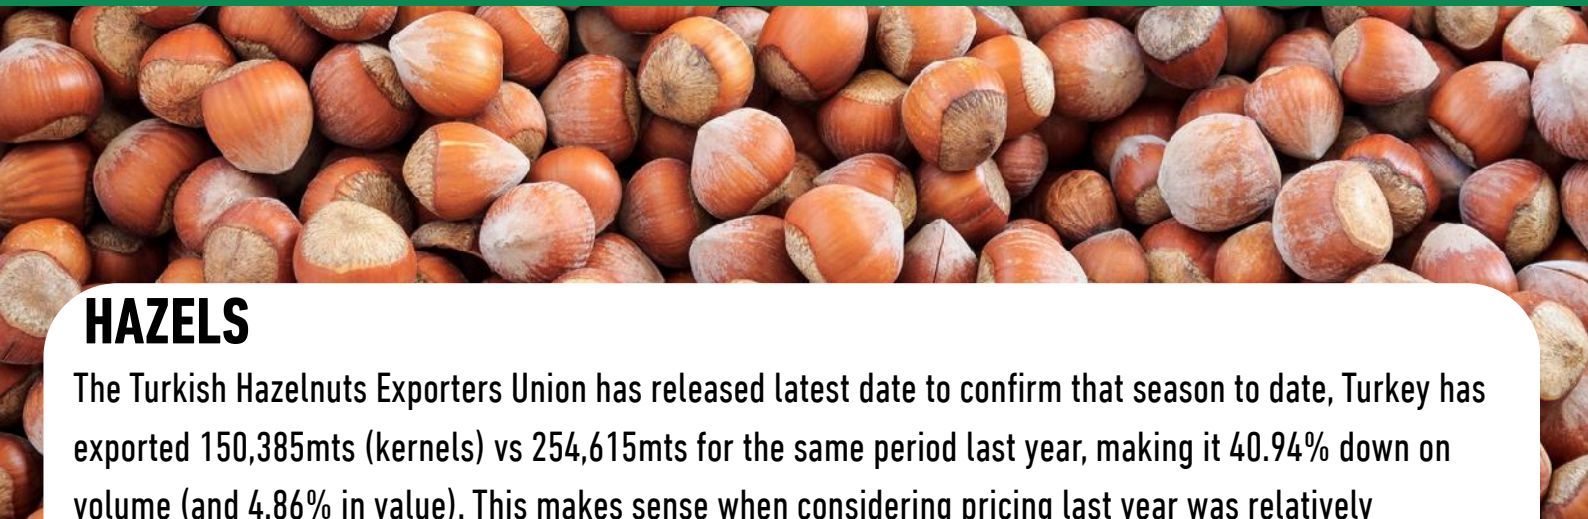 HAZELS
The Turkish Hazelnuts Exporters Union has released latest date to confirm that season to date, Turkey has
exported 150,385mts (kernels) vs 254,615mts for the same period last year, making it 40.94% down on
volume (and 4.86% in value). This makes sense when considering pricing last year was relatively